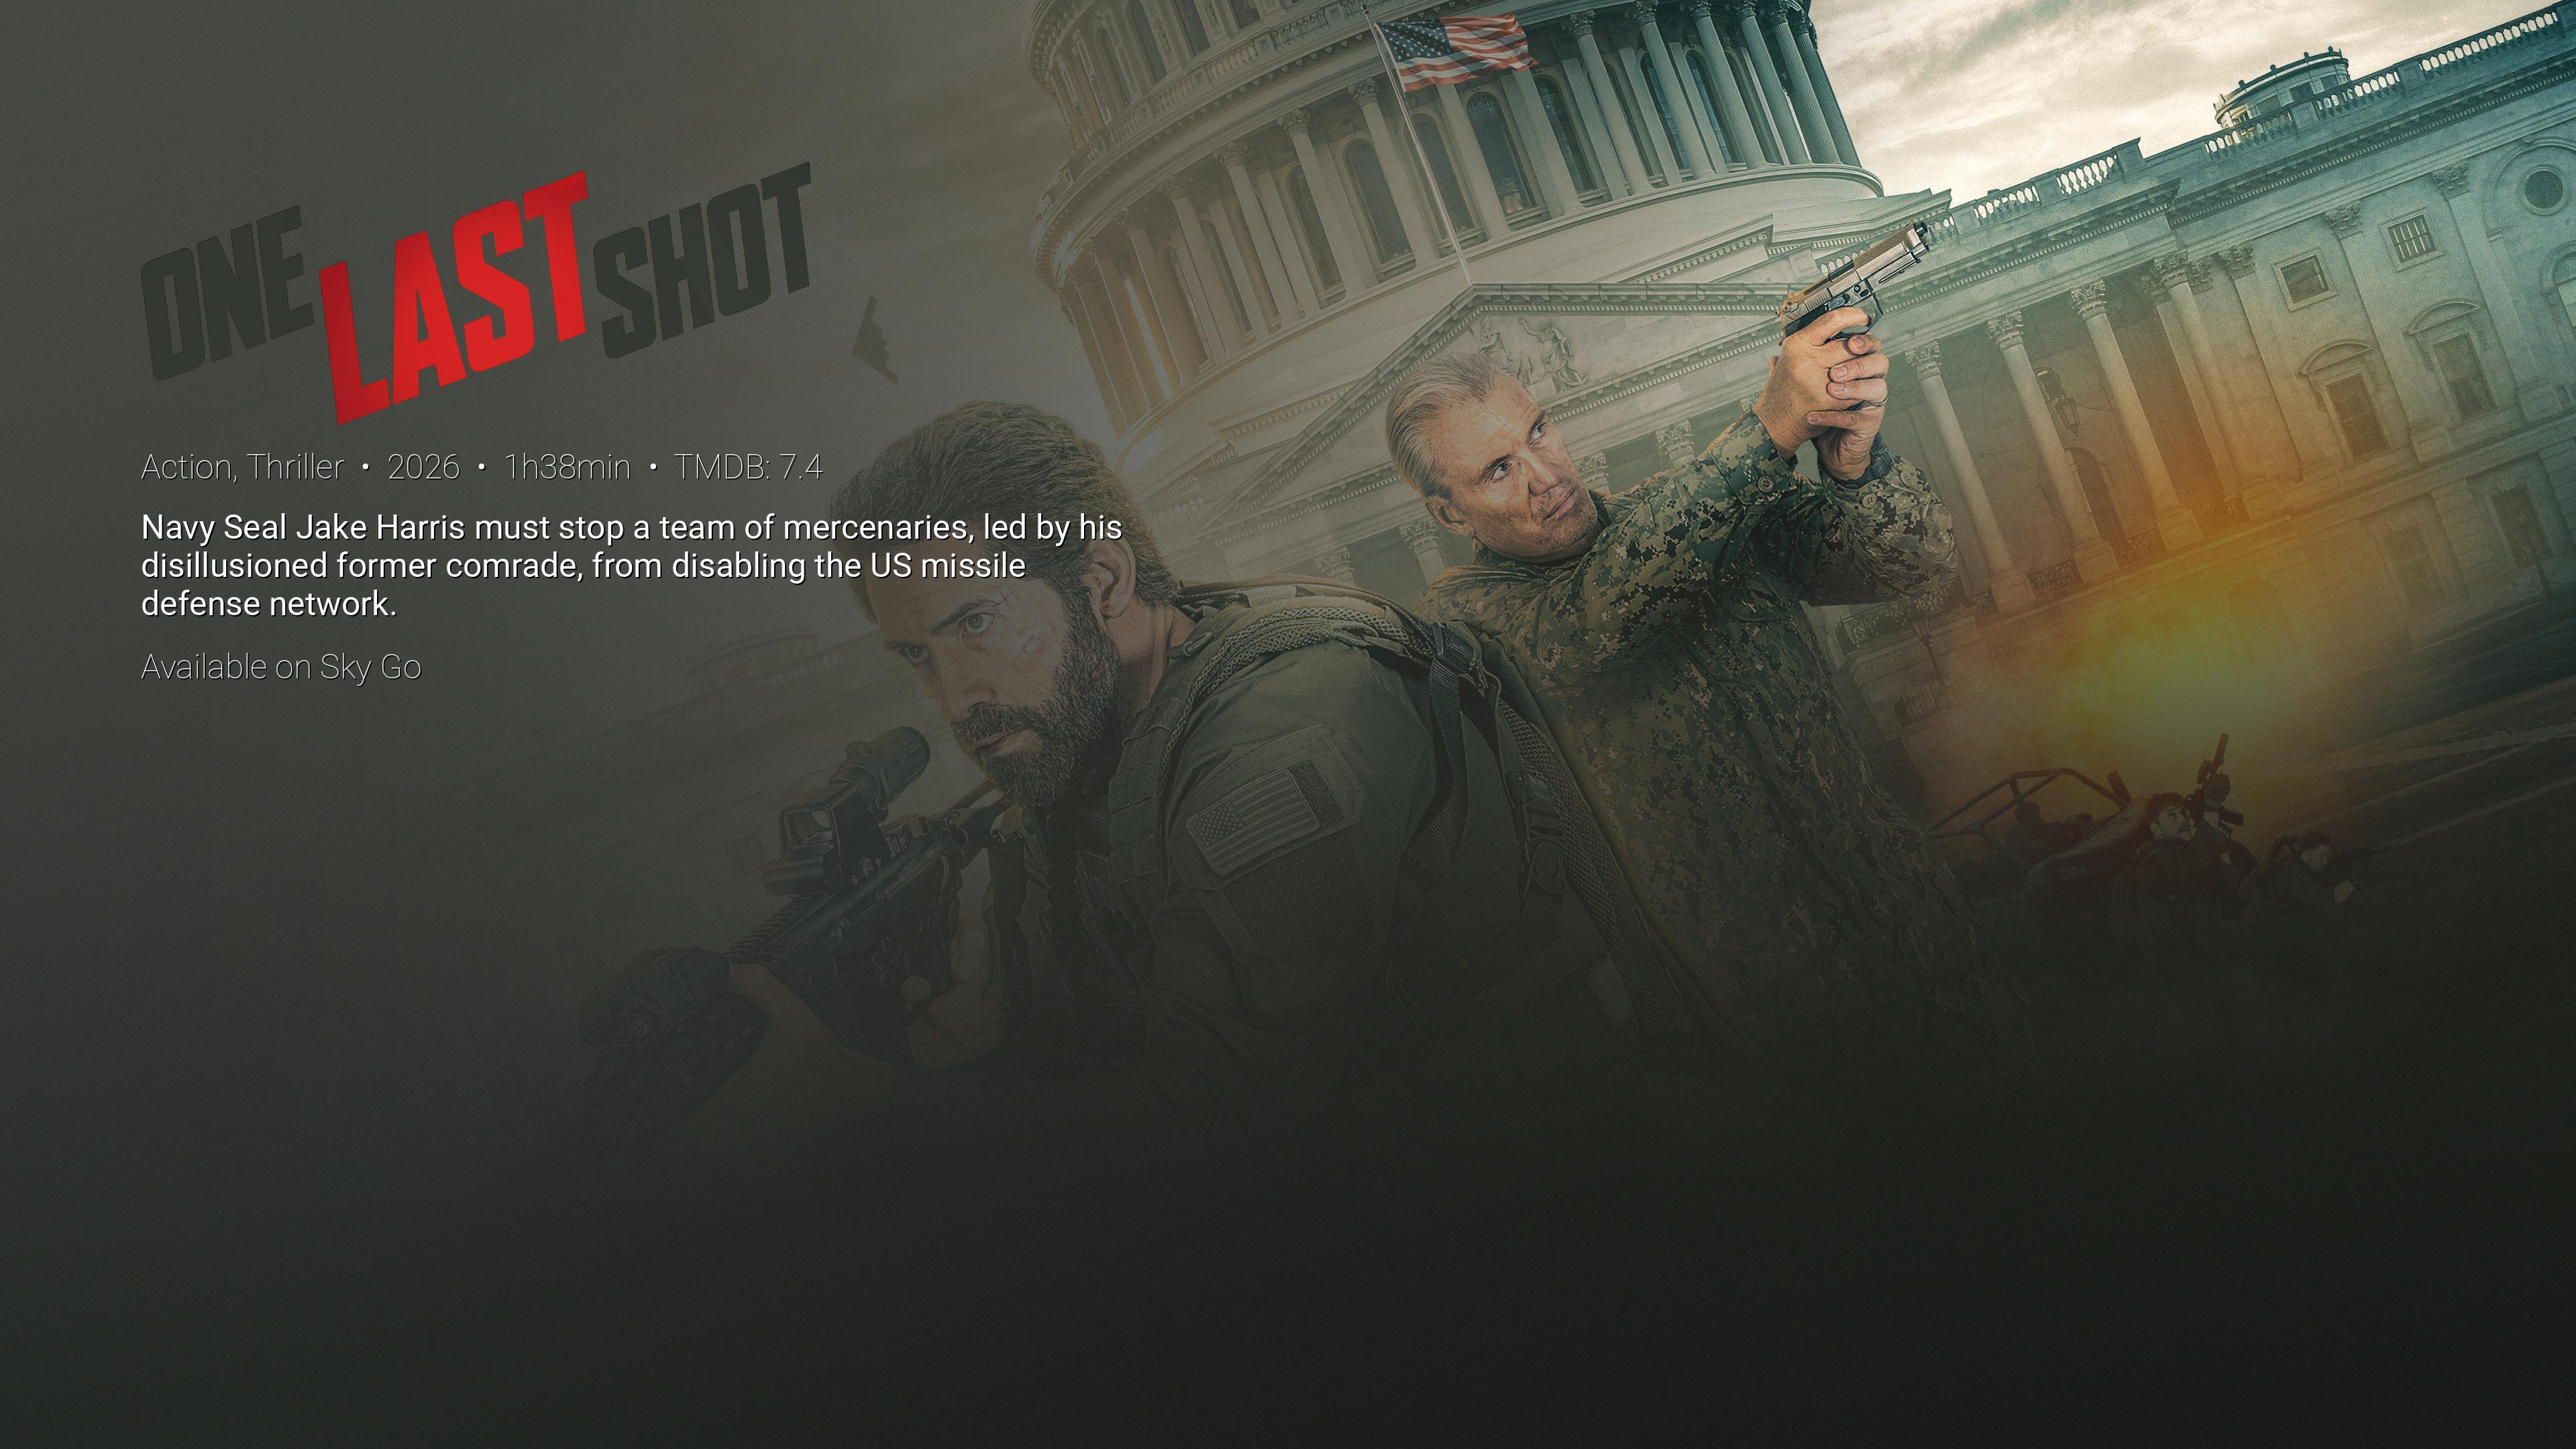 ONE LAST SHOT
Action, Thriller • 2026 • 1h38min • TMDB: 7.4
Navy Seal Jake Harris must stop a team of mercenaries, led by his
disillusioned former comrade, from disabling the US missile
defense network.
Available on Sky Go